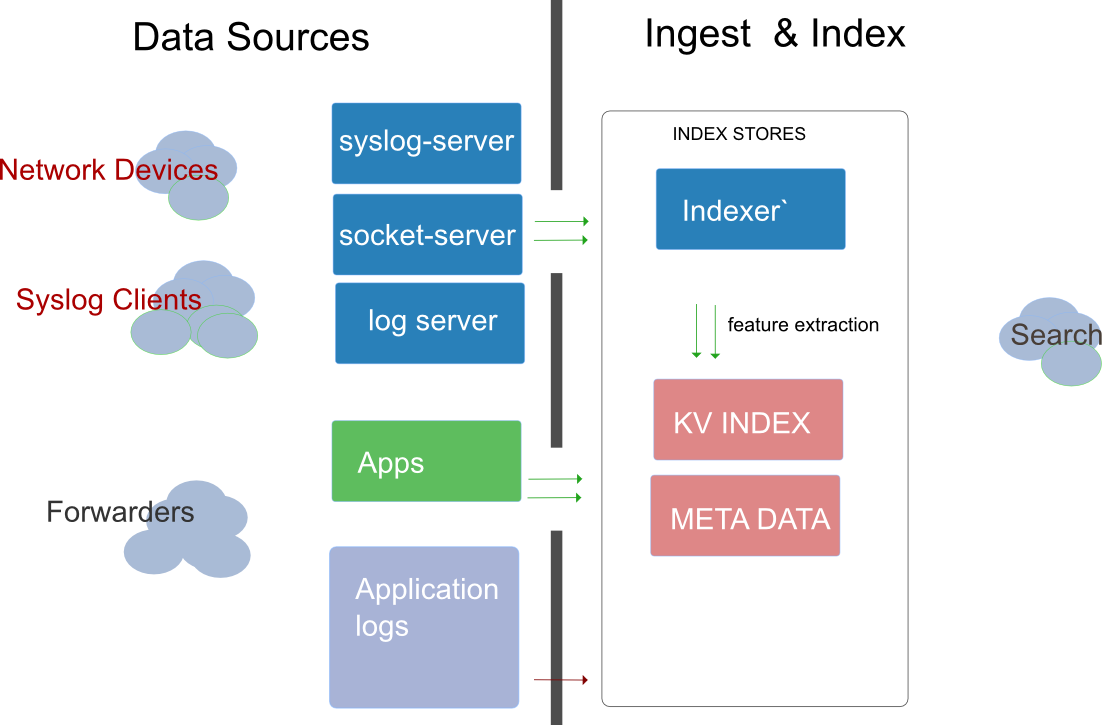 Data Sources
Ingest & Index
syslog-server
INDEX STORES
Network Devices
Indexer`
socket-server
Syslog Clients
log server
feature extraction
Search
KV INDEX
Apps
Forwarders
META DATA
Application
logs